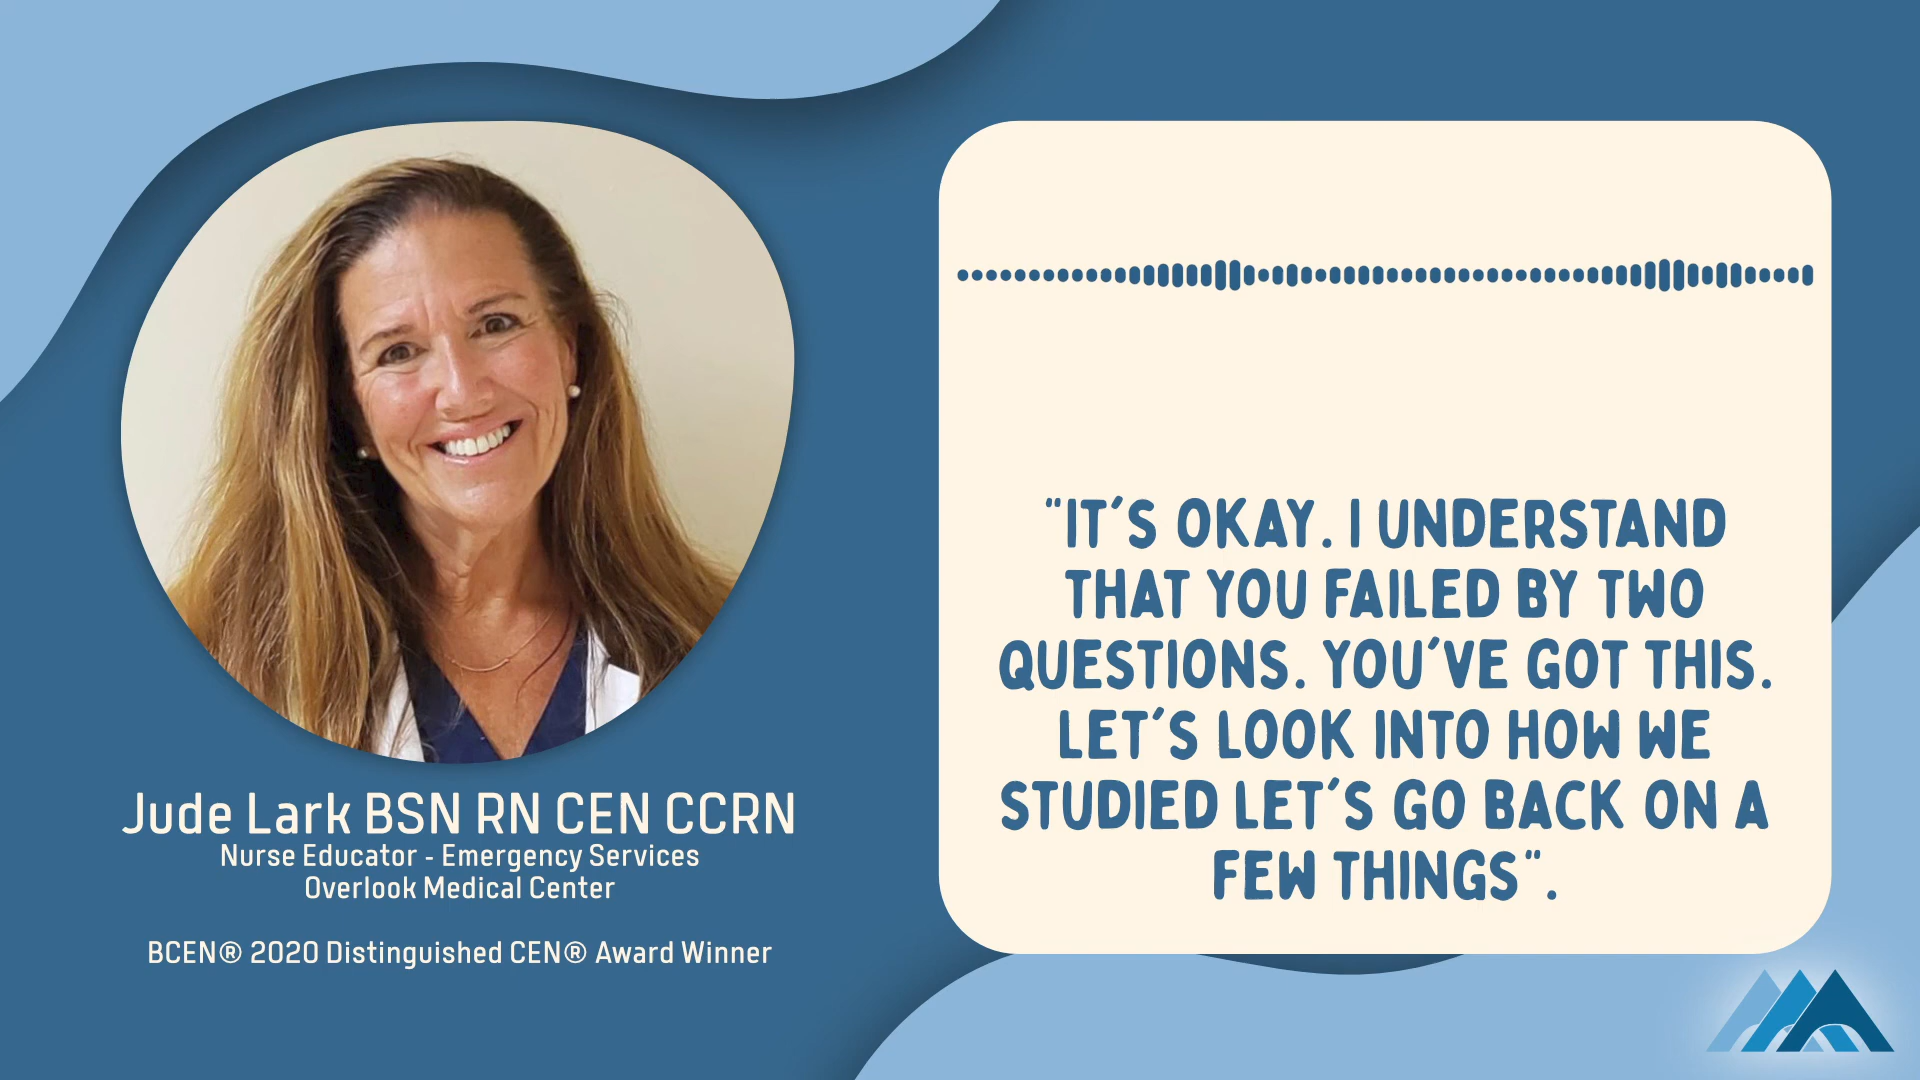 Jude Lark BSN RN CEN CCRN
Nurse Educator - Emergency Services
Overlook Medical Center
BCEN® 2020 Distinguished CEN® Award Winner
"IT'S OKAY. I UNDERSTAND
THAT YOU FAILED BY TWO
QUESTIONS. YOU'VE GOT THIS.
LET'S LOOK INTO HOW WE
STUDIED LET'S GO BACK ON A
FEW THINGS".